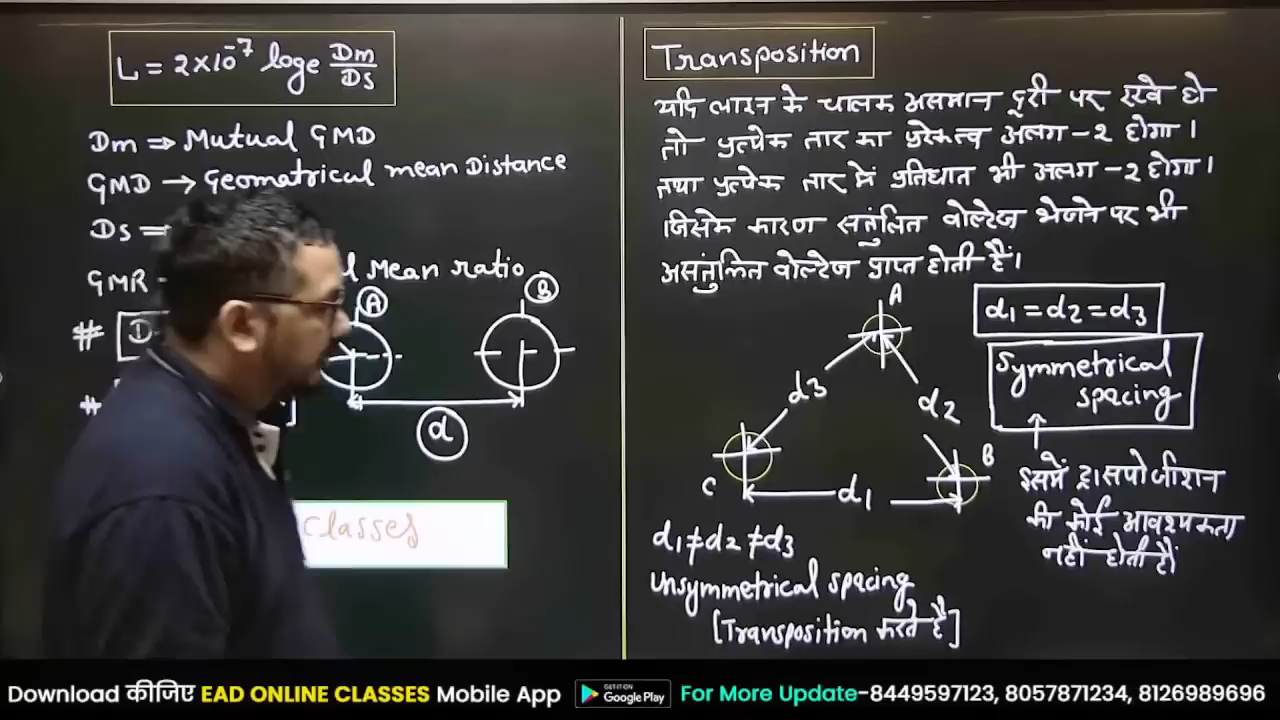 L = 2×10⁻⁷ loge Dm/Ds
Dm ⇒ Mutual GMD
GMD → Geometrical mean Distance
Ds =
GMR
l Mean ratio
# D
#
A
B
d
Classes
Transposition
यदि लाइन के चालक असमान दूरी पर रखे हो
तो प्रत्येक तार का प्रेरकत्व अलग-2 होगा।
तथा प्रत्येक तार में प्रतिघात भी अलग-2 होगा।
जिसके कारण सन्तुलित वोल्टेज भेजने पर भी
असंतुलित वोल्टेज प्राप्त होती हैं।
A
d1 = d2 = d3
Symmetrical
spacing
d3
d2
B
C
d1
इसमें ट्रासपोजीशन
की कोई आवश्यकता
नहीं होती हैं
d1 ≠ d2 ≠ d3
Unsymmetrical spacing
[Transposition करते है]
Download कीजिए EAD ONLINE CLASSES Mobile App
GET IT ON
Google Play
For More Update-8449597123, 8057871234, 8126989696